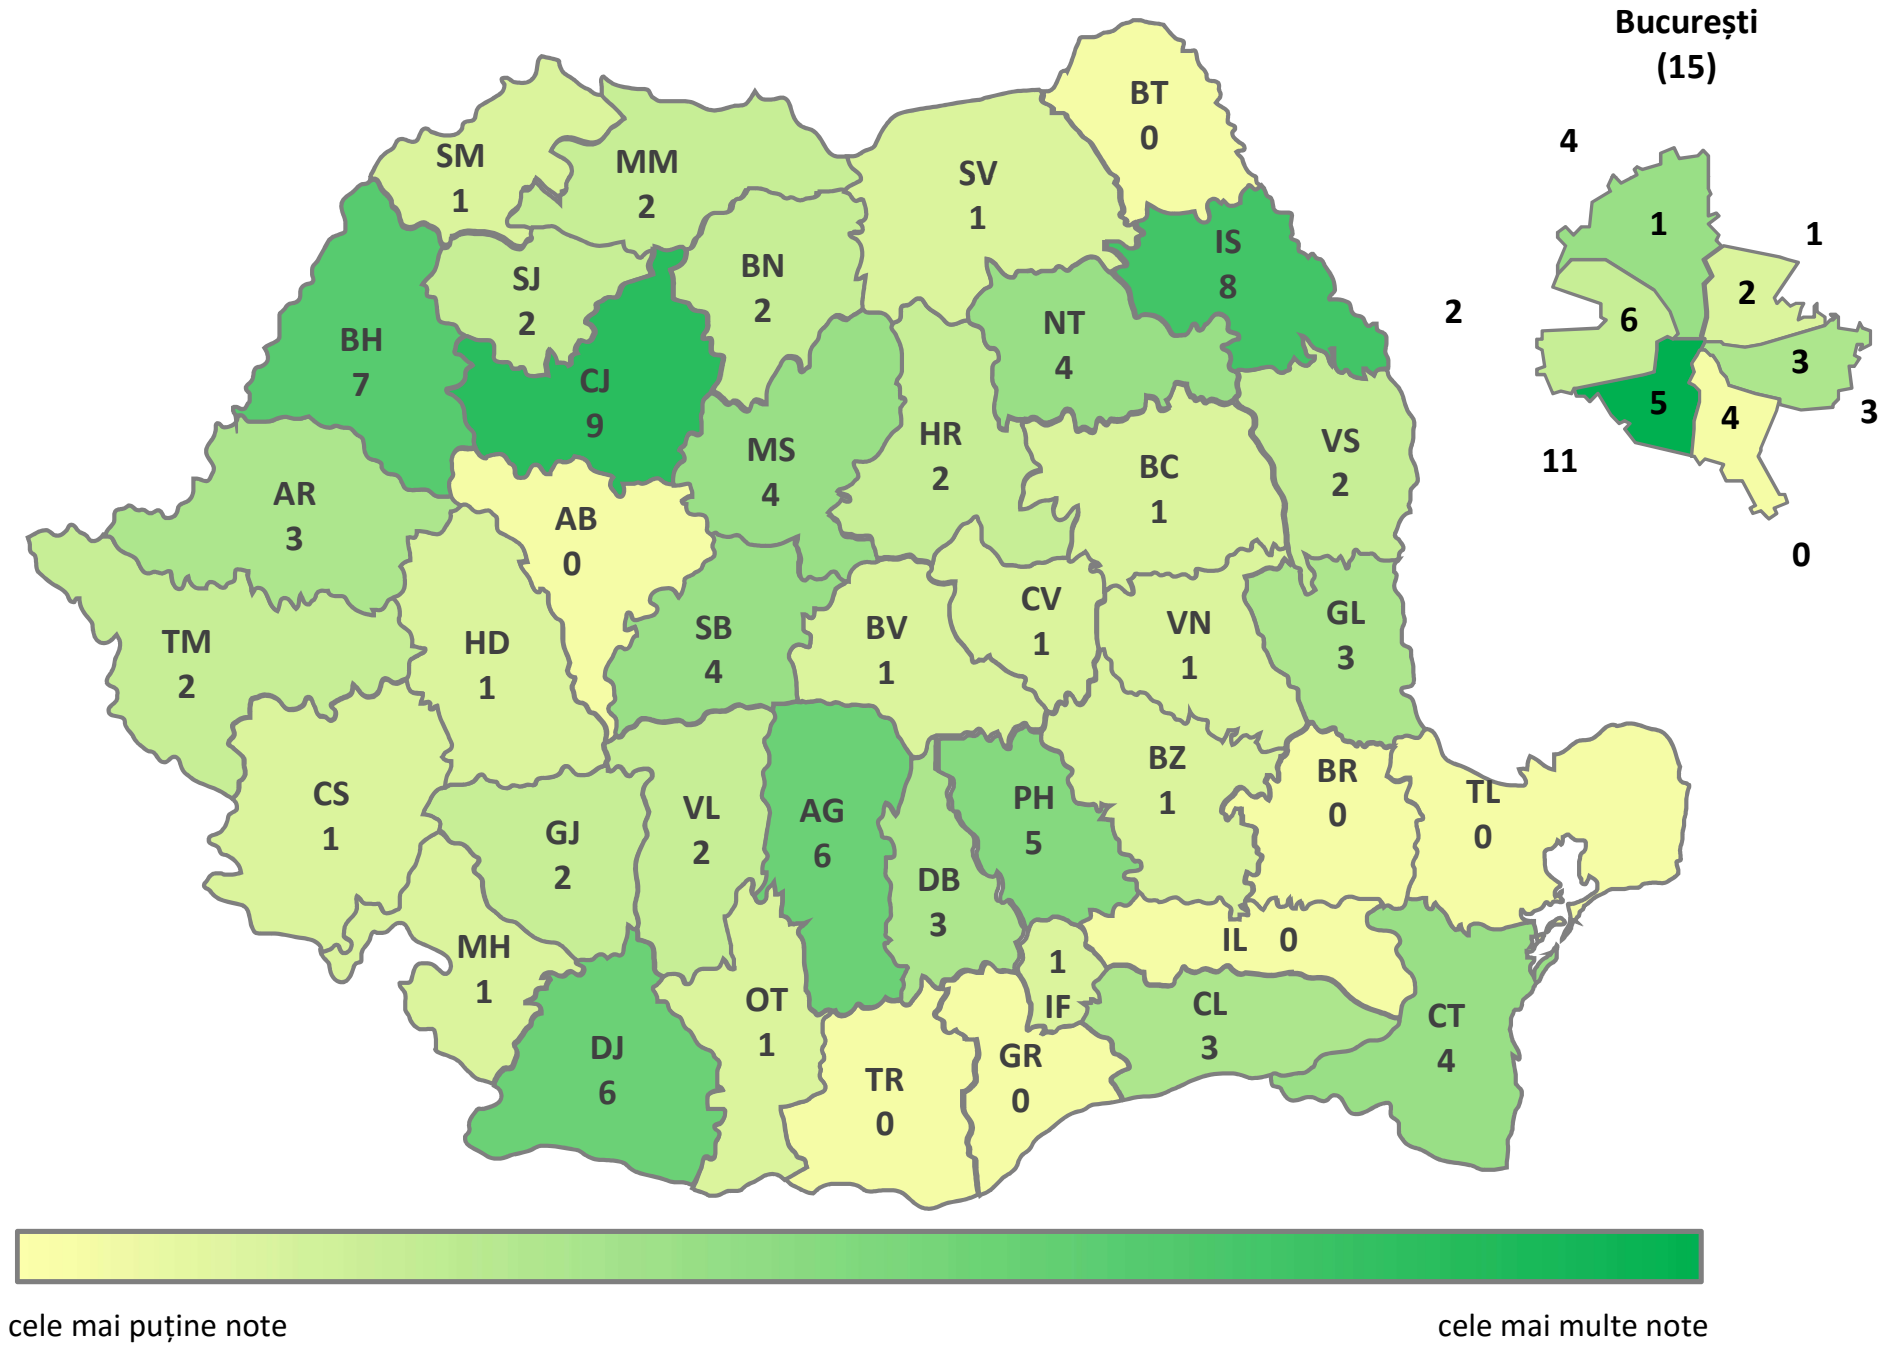 București
(15)
BT
0
4
SM
1
MM
2
SV
1
1
1
IS
8
SJ
2
BN
2
2
2
6
NT
4
BH
7
3
CJ
9
5
4
3
HR
2
MS
4
VS
2
BC
1
11
AR
3
AB
0
0
CV
1
GL
3
VN
1
SB
4
BV
1
TM
2
HD
1
BZ
1
BR
0
TL
0
CS
1
PH
5
VL
2
AG
6
GJ
2
DB
3
IL 0
MH
1
1
IF
OT
1
CL
3
CT
4
DJ
6
GR
0
TR
0
cele mai puține note
cele mai multe note